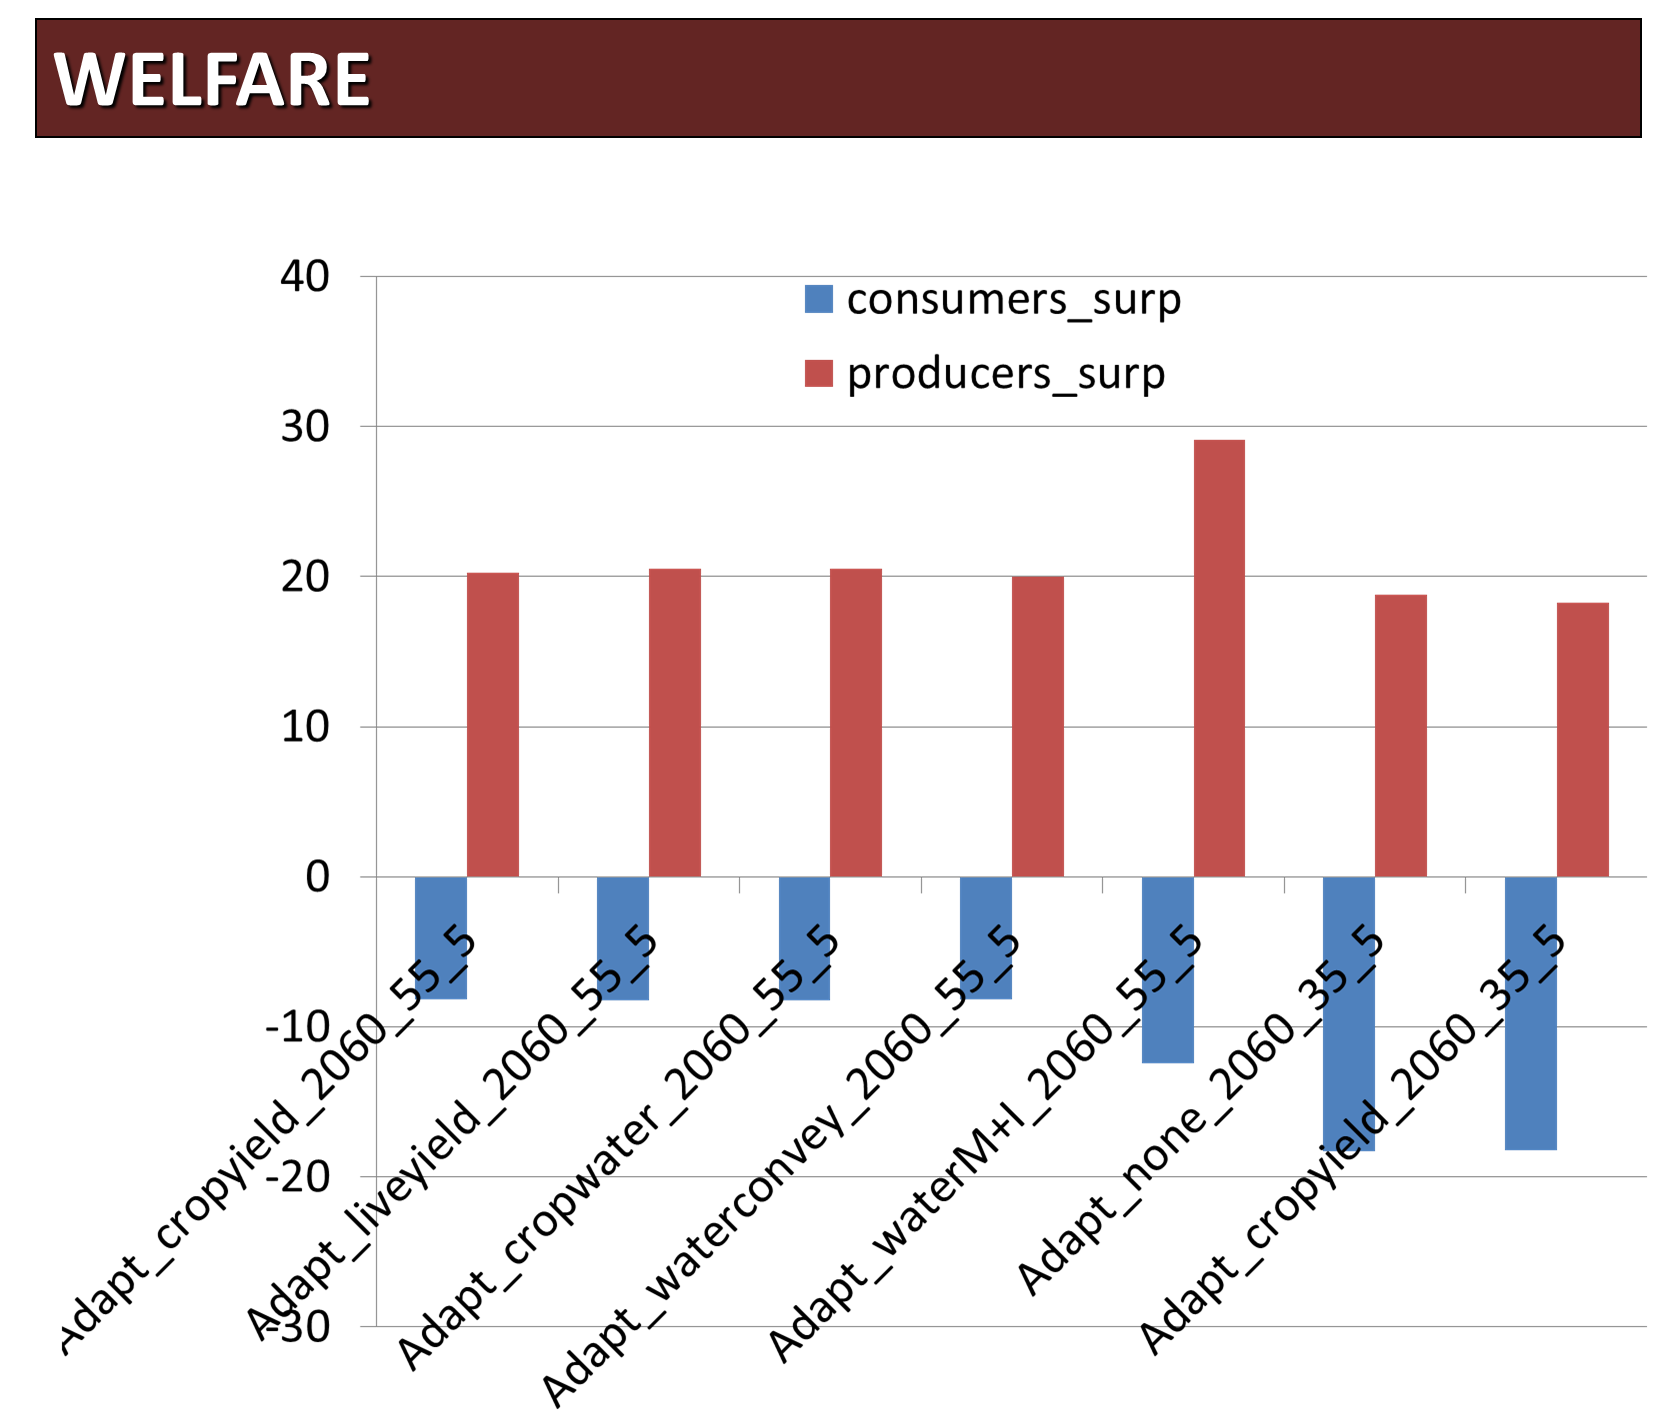 WELFARE
40
consumers_surp
producers_surp
30
20
10
0
-10
-20
-30
Adapt_cropyield_2060_55_5
Adapt_liveyield_2060_55_5
Adapt_cropwater_2060_55_5
Adapt_waterconvey_2060_55_5
Adapt_waterM+I_2060_55_5
Adapt_none_2060_35_5
Adapt_cropyield_2060_35_5